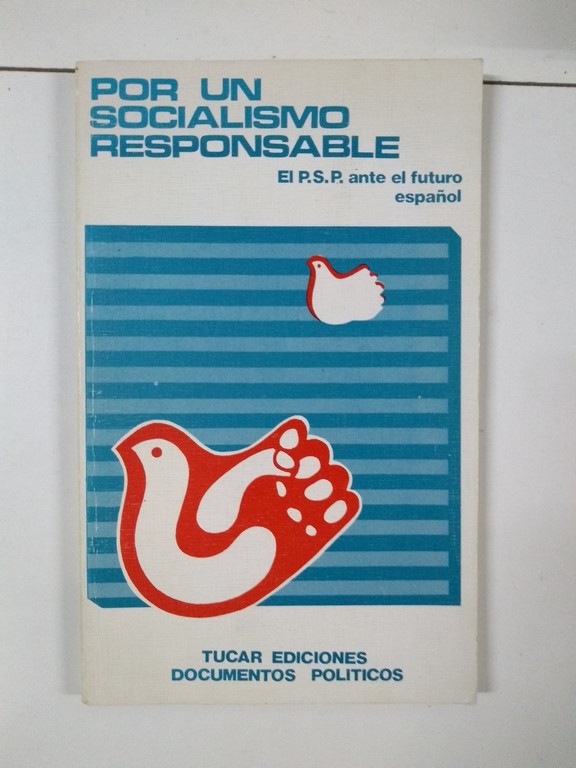 POR UN
SOCIALISMO
RESPONSABLE
El P.S.P. ante el futuro
español
TUCAR EDICIONES
DOCUMENTOS POLITICOS